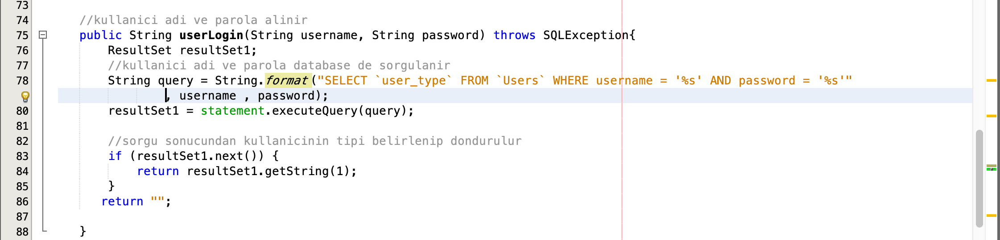 73
74 //kullanici adi ve parola alinir
75 public String userLogin(String username, String password) throws SQLException{
76 ResultSet resultSet1;
77 //kullanici adi ve parola database de sorgulanir
78 String query = String.format("SELECT `user_type` FROM `Users` WHERE username = '%s' AND password = '%s'"
, username , password);
80 resultSet1 = statement.executeQuery(query);
81
82 //sorgu sonucundan kullanicinin tipi belirlenip dondurulur
83 if (resultSet1.next()) {
84 return resultSet1.getString(1);
85 }
86 return "";
87
88 }